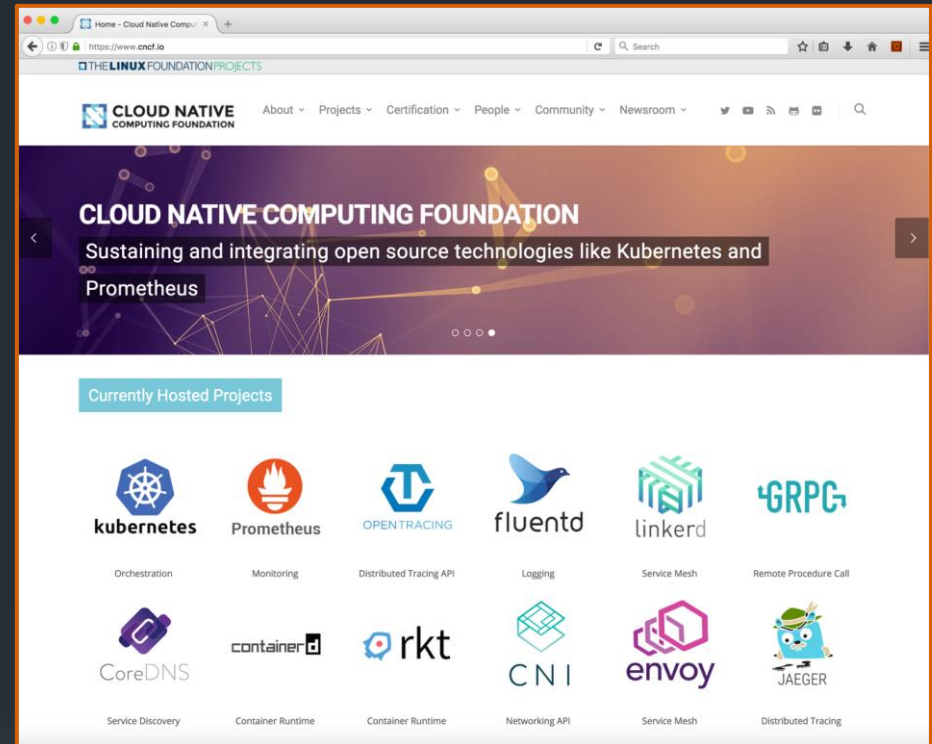 Home - Cloud Native Comput
https://www.cncf.io
Search
THE LINUX FOUNDATION PROJECTS
CLOUD NATIVE
COMPUTING FOUNDATION
About
Projects
Certification
People
Community
Newsroom
CLOUD NATIVE COMPUTING FOUNDATION
Sustaining and integrating open source technologies like Kubernetes and
Prometheus
Currently Hosted Projects
kubernetes
Prometheus
OPENTRACING
fluentd
linkerd
GRPC
Orchestration
Monitoring
Distributed Tracing API
Logging
Service Mesh
Remote Procedure Call
CoreDNS
containerd
rkt
CNI
envoy
JAEGER
Service Discovery
Container Runtime
Container Runtime
Networking API
Service Mesh
Distributed Tracing